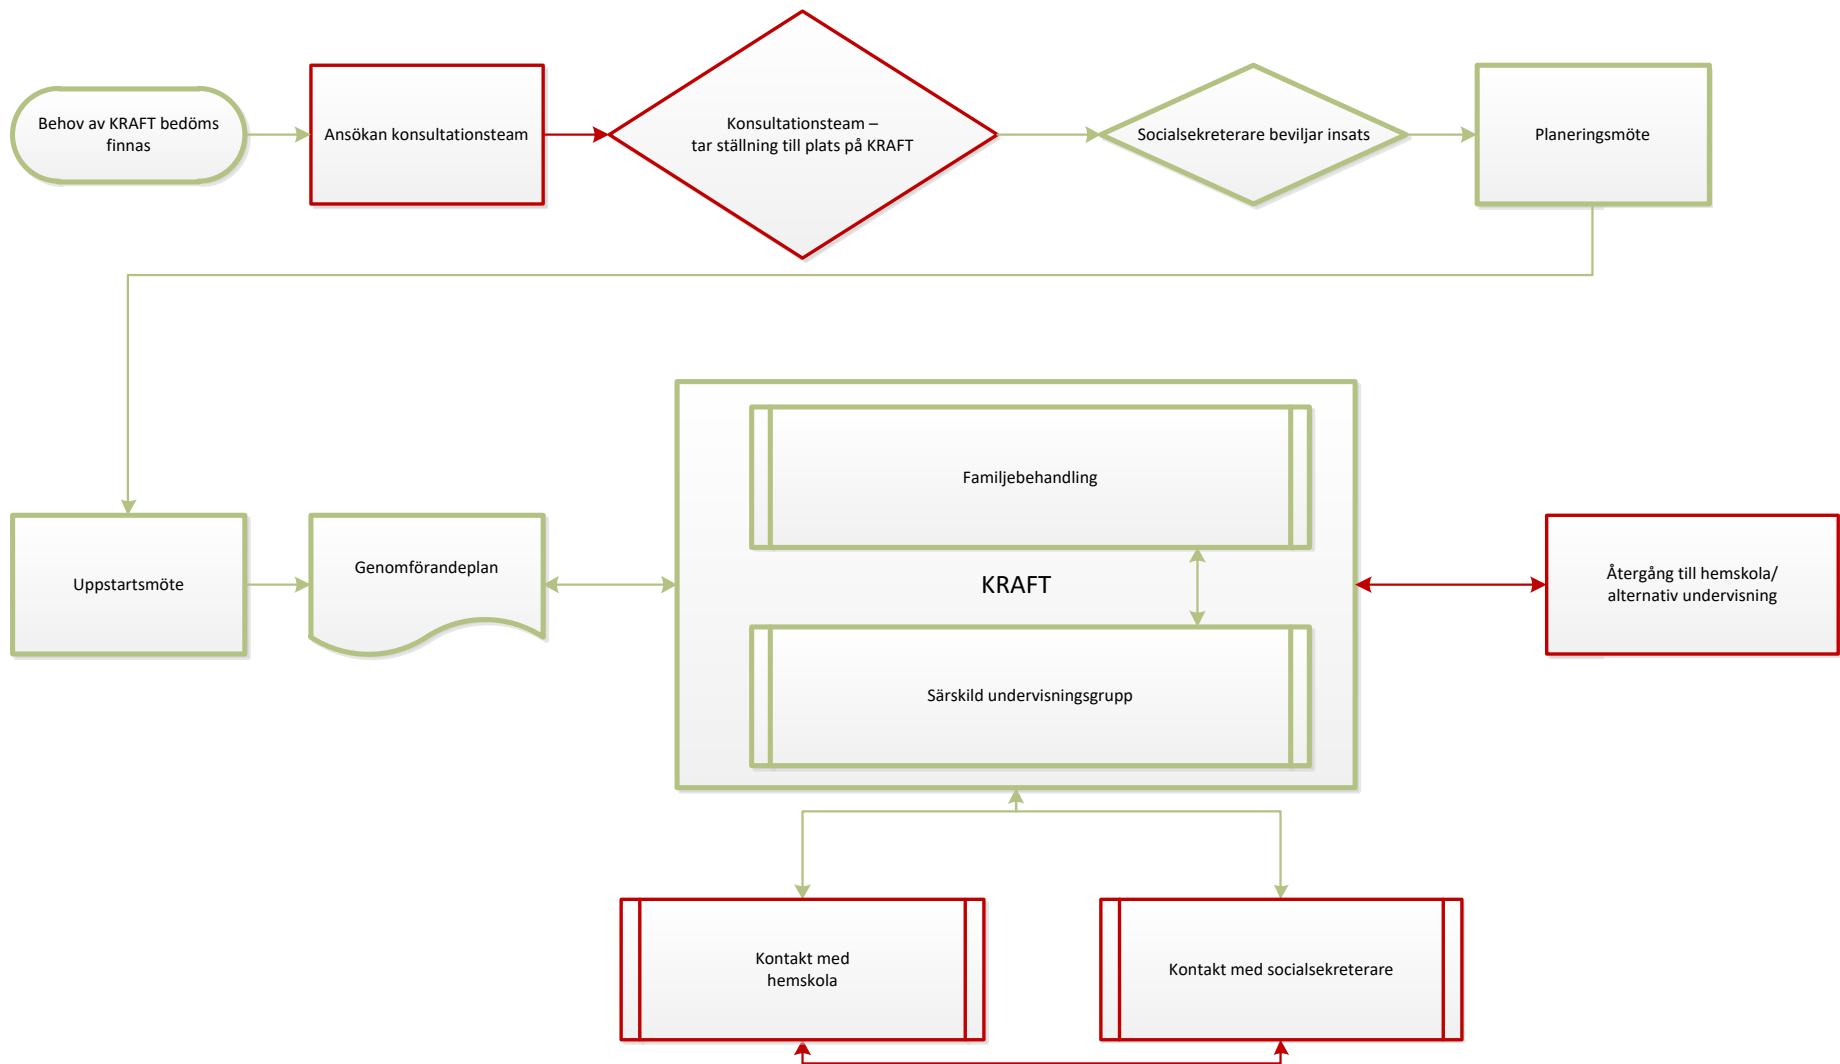 Behov av KRAFT bedöms
finnas
Ansökan konsultationsteam
Konsultationsteam –
tar ställning till plats på KRAFT
Socialsekreterare beviljar insats
Planeringsmöte
Uppstartsmöte
Genomförandeplan
Familjebehandling
KRAFT
Särskild undervisningsgrupp
Återgång till hemskola/
alternativ undervisning
Kontakt med
hemskola
Kontakt med socialsekreterare